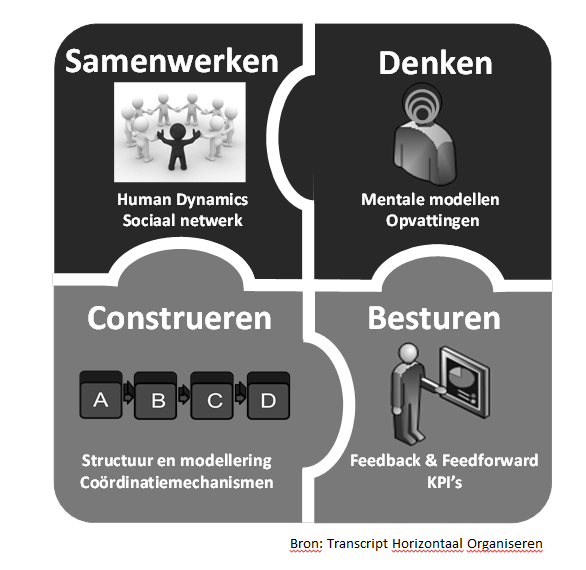 Samenwerken
Human Dynamics
Sociaal netwerk
Denken
Mentale modellen
Opvattingen
Construeren
A B C D
Structuur en modellering
Coördinatiemechanismen
Besturen
Feedback & Feedforward
KPI's
Bron: Transcript Horizontaal Organiseren